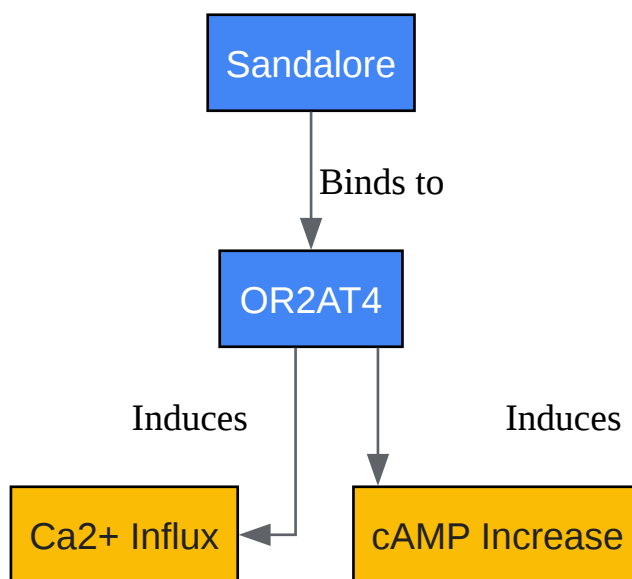 Sandalore
Binds to
OR2AT4
Induces
Induces
Ca2+ Influx
cAMP Increase